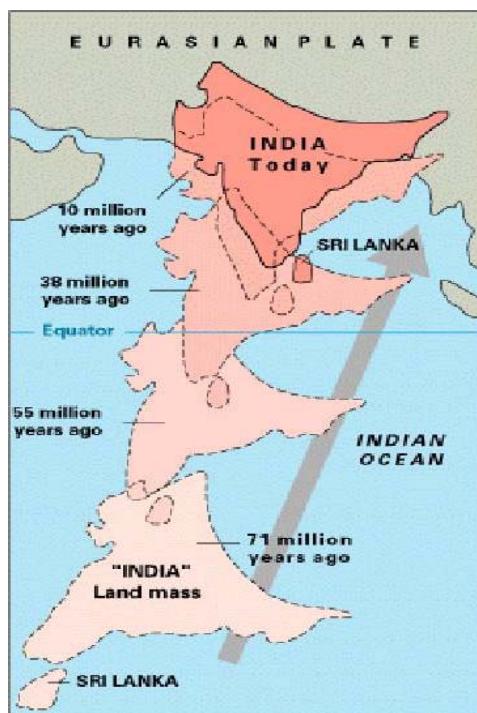 EURASIAN PLATE
INDIA
Today
10 million
years ago
SRI LANKA
38 million
years ago
Equator
55 million
years ago
INDIAN
OCEAN
71 million
years ago
"INDIA"
Land mass
SRI LANKA